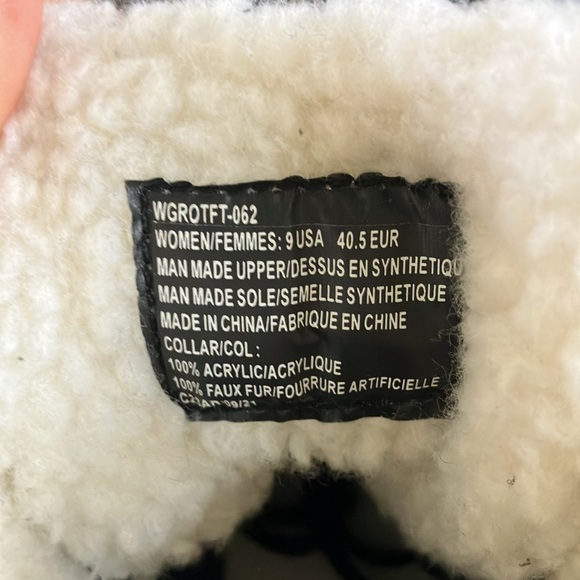 WGROTFT-062
WOMEN/FEMMES: 9 USA 40.5 EUR
MAN MADE UPPER/DESSUS EN SYNTHETIQ
MAN MADE SOLE/SEMELLE SYNTHETIQUE
MADE IN CHINA/FABRIQUE EN CHINE
COLLAR/COL :
100% ACRYLIC/ACRYLIQUE
100% FAUX FUR/FOURRURE ARTIFICIELLE